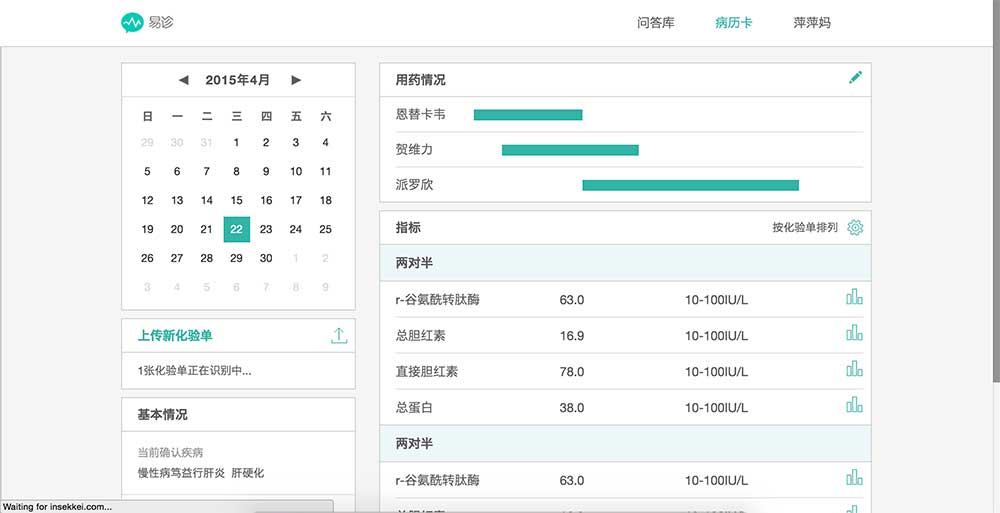 易诊
问答库 病历卡 萍萍妈
◀ 2015年4月 ▶
日 一 二 三 四 五 六
29 30 31 1 2 3 4
5 6 7 8 9 10 11
12 13 14 15 16 17 18
19 20 21 22 23 24 25
26 27 28 29 30 1 2
3 4 5 6 7 8 9
上传新化验单
1张化验单正在识别中...
基本情况
当前确认疾病
慢性病笃益行肝炎 肝硬化
用药情况
恩替卡韦
贺维力
派罗欣
指标 按化验单排列
两对半
r-谷氨酰转肽酶 63.0 10-100IU/L
总胆红素 16.9 10-100IU/L
直接胆红素 78.0 10-100IU/L
总蛋白 38.0 10-100IU/L
两对半
r-谷氨酰转肽酶 63.0 10-100IU/L
Waiting for insekkei.com...